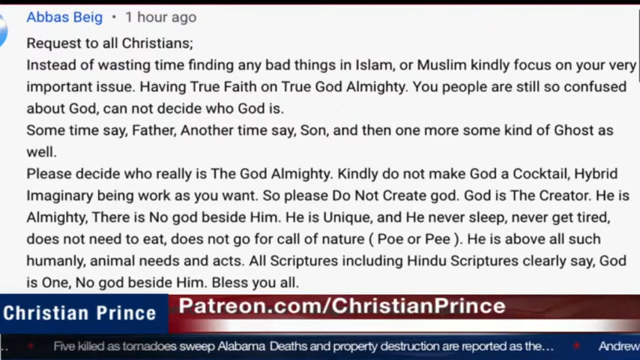 Abbas Beig • 1 hour ago
Request to all Christians;
Instead of wasting time finding any bad things in Islam, or Muslim kindly focus on your very
important issue. Having True Faith on True God Almighty. You people are still so confused
about God, can not decide who God is.
Some time say, Father, Another time say, Son, and then one more some kind of Ghost as
well.
Please decide who really is The God Almighty. Kindly do not make God a Cocktail, Hybrid
Imaginary being work as you want. So please Do Not Create god. God is The Creator. He is
Almighty, There is No god beside Him. He is Unique, and He never sleep, never get tired,
does not need to eat, does not go for call of nature ( Poe or Pee ). He is above all such
humanly, animal needs and acts. All Scriptures including Hindu Scriptures clearly say, God
is One, No god beside Him. Bless you all.
Christian Prince
Patreon.com/ChristianPrince
... • Five killed as tornadoes sweep Alabama Deaths and property destruction are reported as the... • Andrew